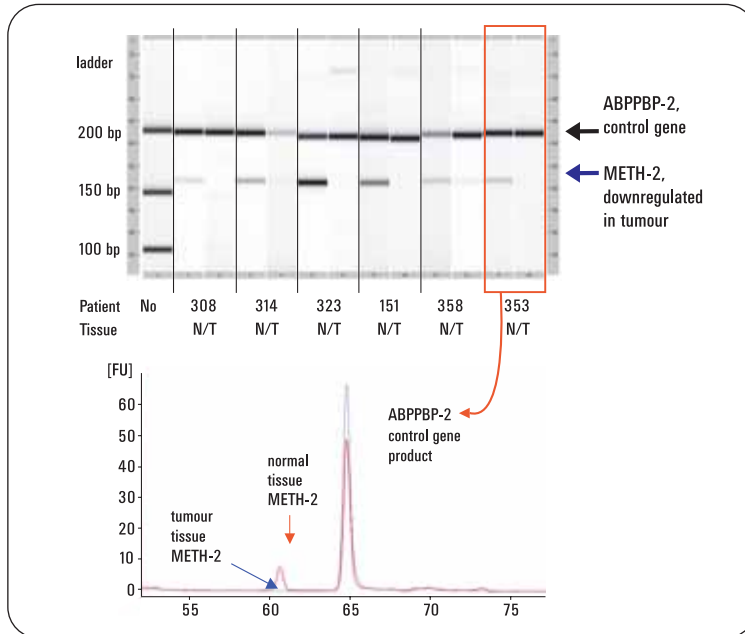 ladder
200 bp
150 bp
100 bp
ABPPBP-2,
control gene
METH-2,
downregulated
in tumour
Patient No 308 314 323 151 358 353
Tissue N/T N/T N/T N/T N/T N/T
[FU]
60
50
40
30
20
10
0
55 60 65 70 75
tumour
tissue
METH-2
normal
tissue
METH-2
ABPPBP-2
control gene
product